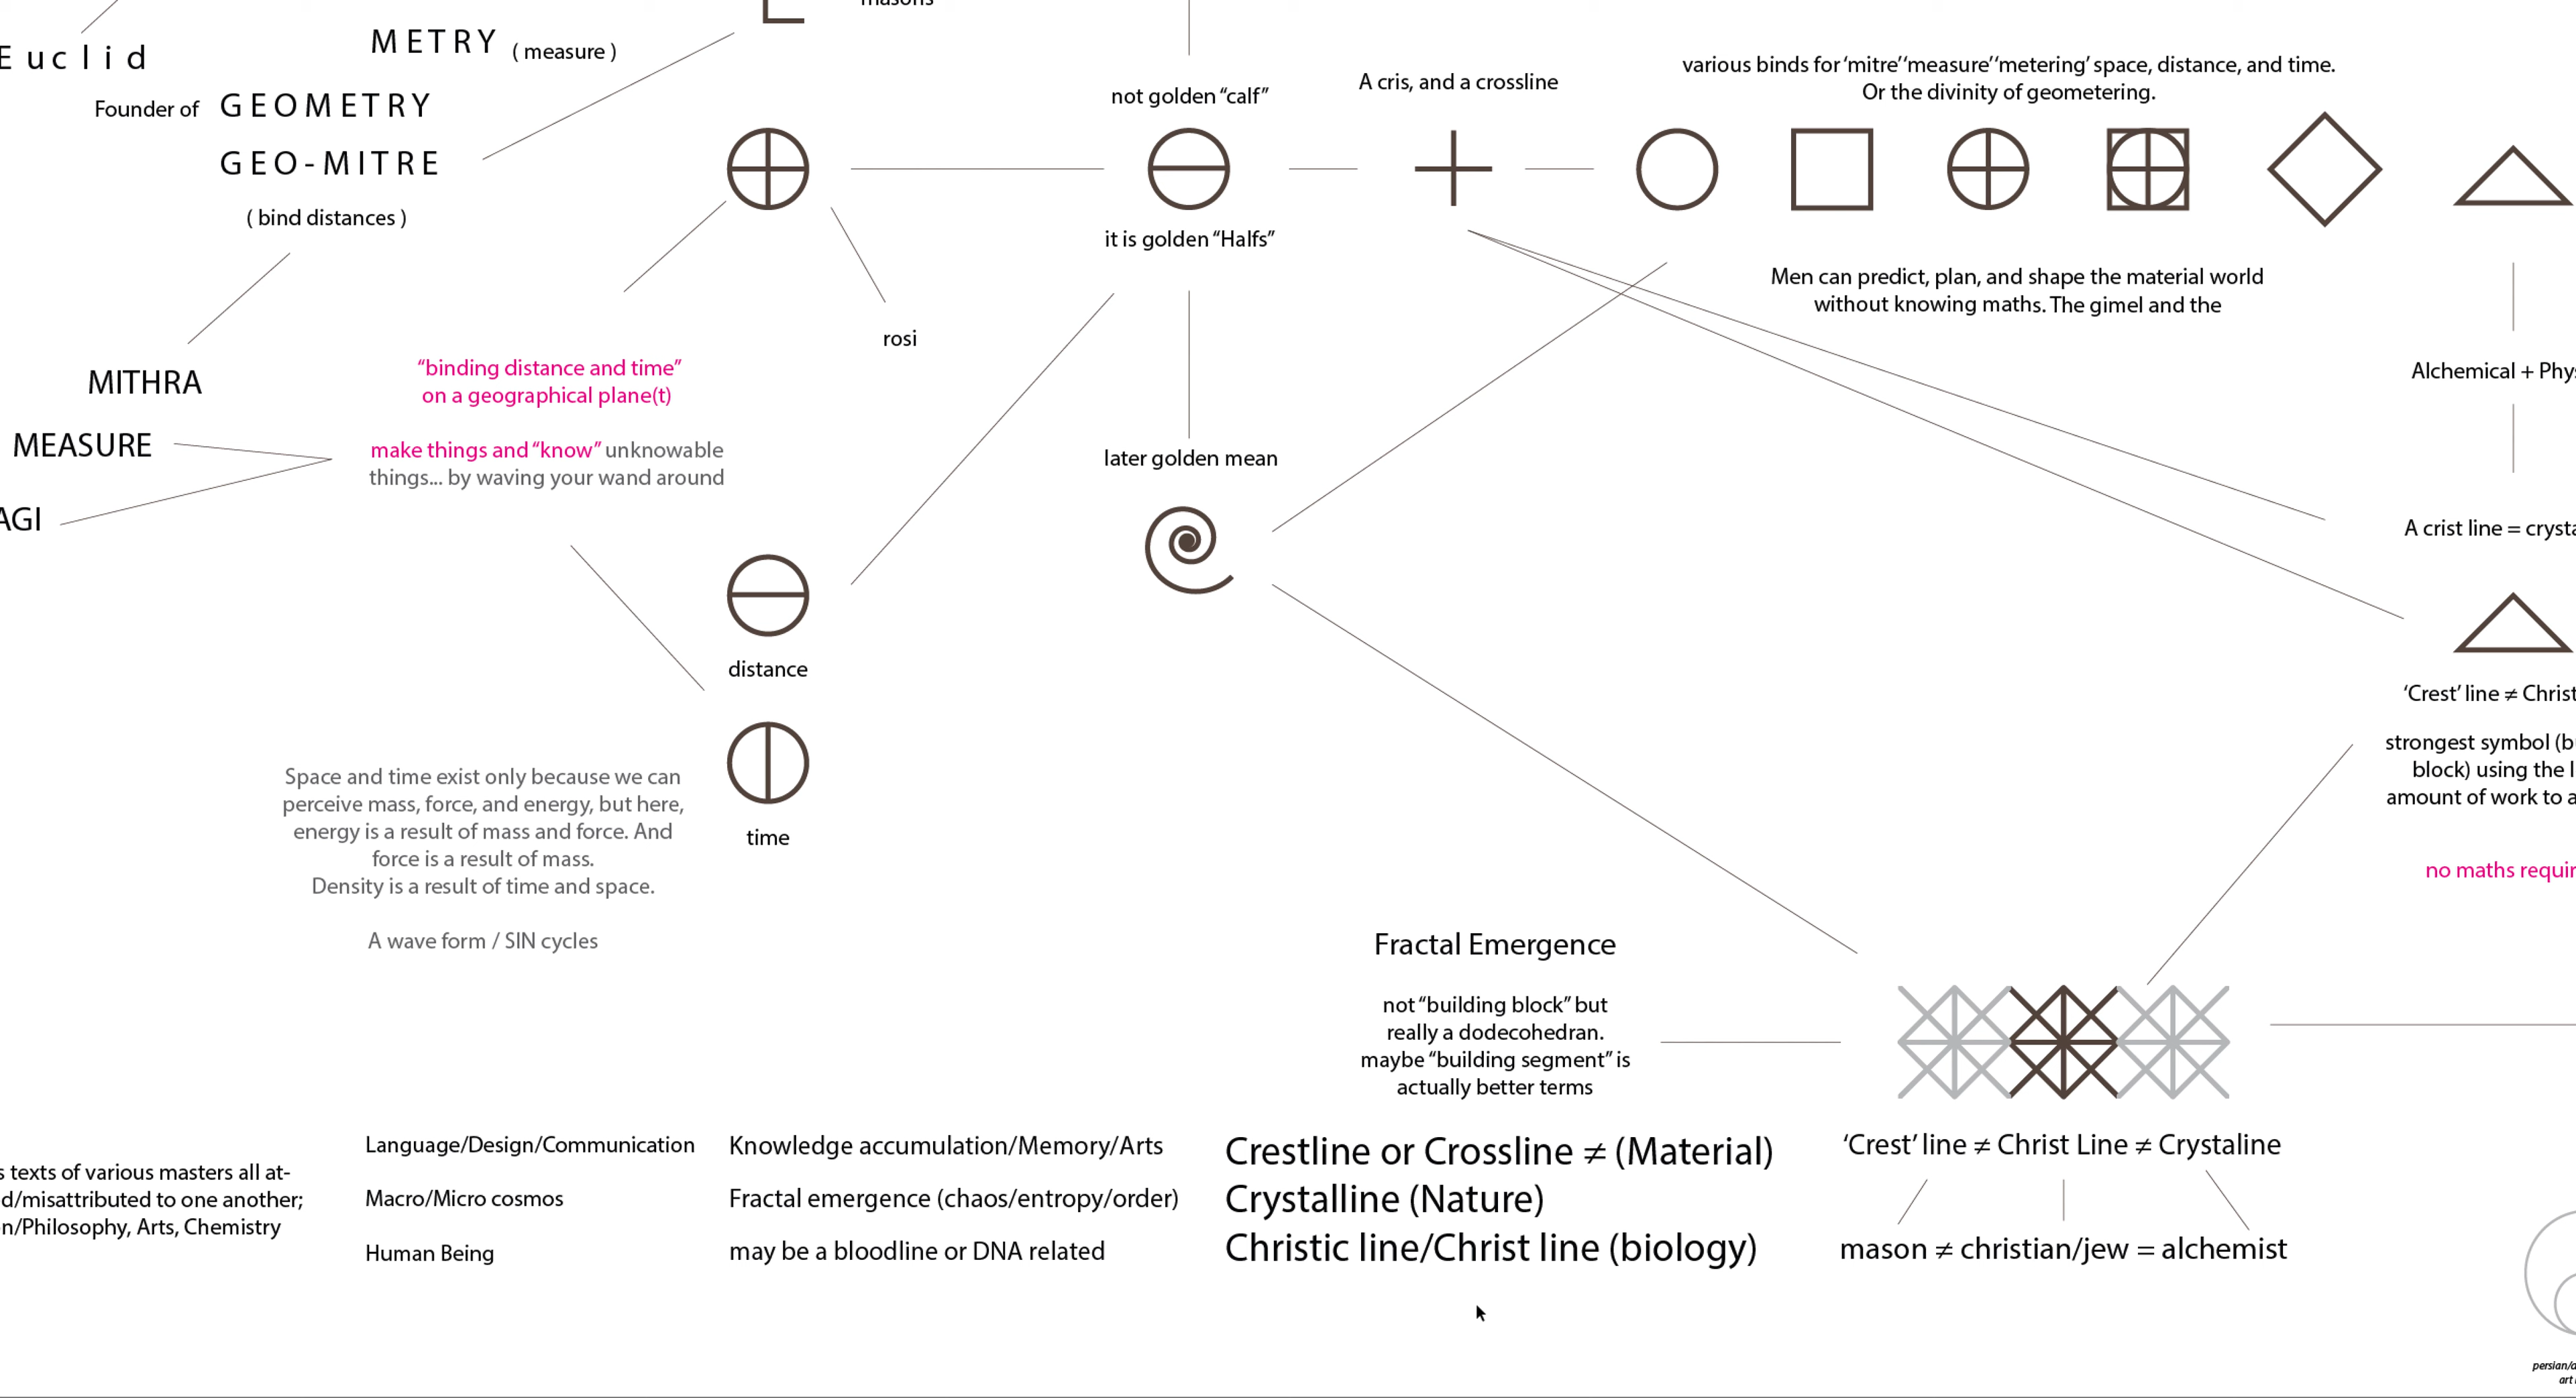 masons
Euclid
METRY ( measure )
Founder of GEOMETRY
GEO-MITRE
( bind distances )
MITHRA
MEASURE
AGI
“binding distance and time”
on a geographical plane(t)
make things and “know” unknowable
things... by waving your wand around
rosi
not golden “calf”
it is golden “Halfs”
later golden mean
A cris, and a crossline
various binds for ‘mitre’‘measure’‘metering’ space, distance, and time.
Or the divinity of geometering.
Men can predict, plan, and shape the material world
without knowing maths. The gimel and the
Alchemical + Phys
A crist line = crysta
‘Crest’ line ≠ Christ
strongest symbol (b
block) using the l
amount of work to a
no maths requir
distance
time
Space and time exist only because we can
perceive mass, force, and energy, but here,
energy is a result of mass and force. And
force is a result of mass.
Density is a result of time and space.
A wave form / SIN cycles
Fractal Emergence
not “building block” but
really a dodecohedran.
maybe “building segment” is
actually better terms
s texts of various masters all at-
d/misattributed to one another;
n/Philosophy, Arts, Chemistry
Language/Design/Communication
Macro/Micro cosmos
Human Being
Knowledge accumulation/Memory/Arts
Fractal emergence (chaos/entropy/order)
may be a bloodline or DNA related
Crestline or Crossline ≠ (Material)
Crystalline (Nature)
Christic line/Christ line (biology)
‘Crest’ line ≠ Christ Line ≠ Crystaline
mason ≠ christian/jew = alchemist
persian/a
art